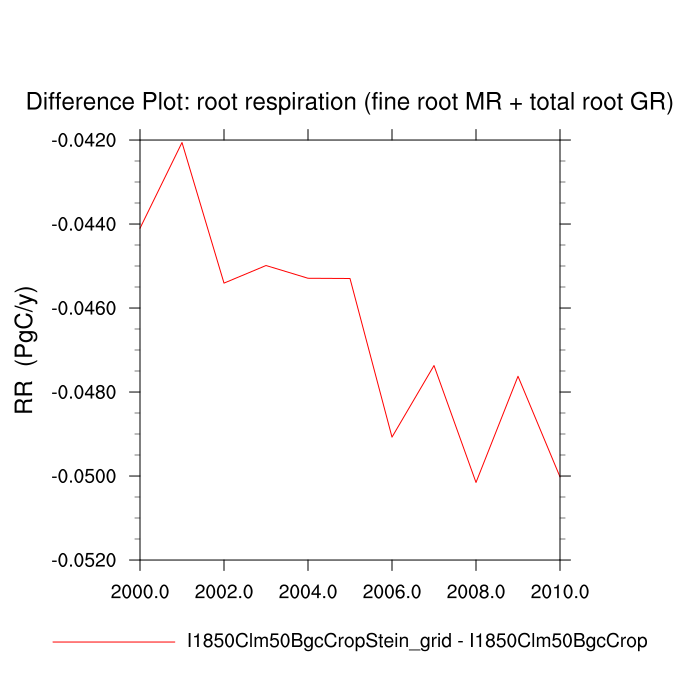 Difference Plot: root respiration (fine root MR + total root GR)
-0.0420
-0.0440
-0.0460
-0.0480
-0.0500
-0.0520
RR (PgC/y)
2000.0 2002.0 2004.0 2006.0 2008.0 2010.0
I1850Clm50BgcCropStein_grid - I1850Clm50BgcCrop